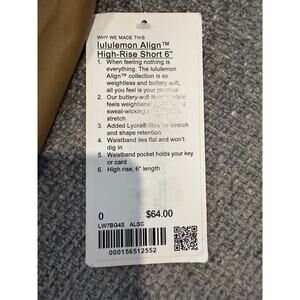 WHY WE MADE THIS
lululemon Align™
High-Rise Short 6"
1. When feeling nothing is
everything. The lululemon
Align™ collection is so
weightless and buttery soft,
all you feel is your practice
2. Our buttery-soft
feels weightless
sweat-wicking
stretch
3. Added Lycra® fibre for stretch
and shape retention
4. Waistband lies flat and won't
dig in
5. Waistband pocket holds your key
or card
6. High rise, 6" length
0 $64.00
LW7BG4S ALSC
000156512552